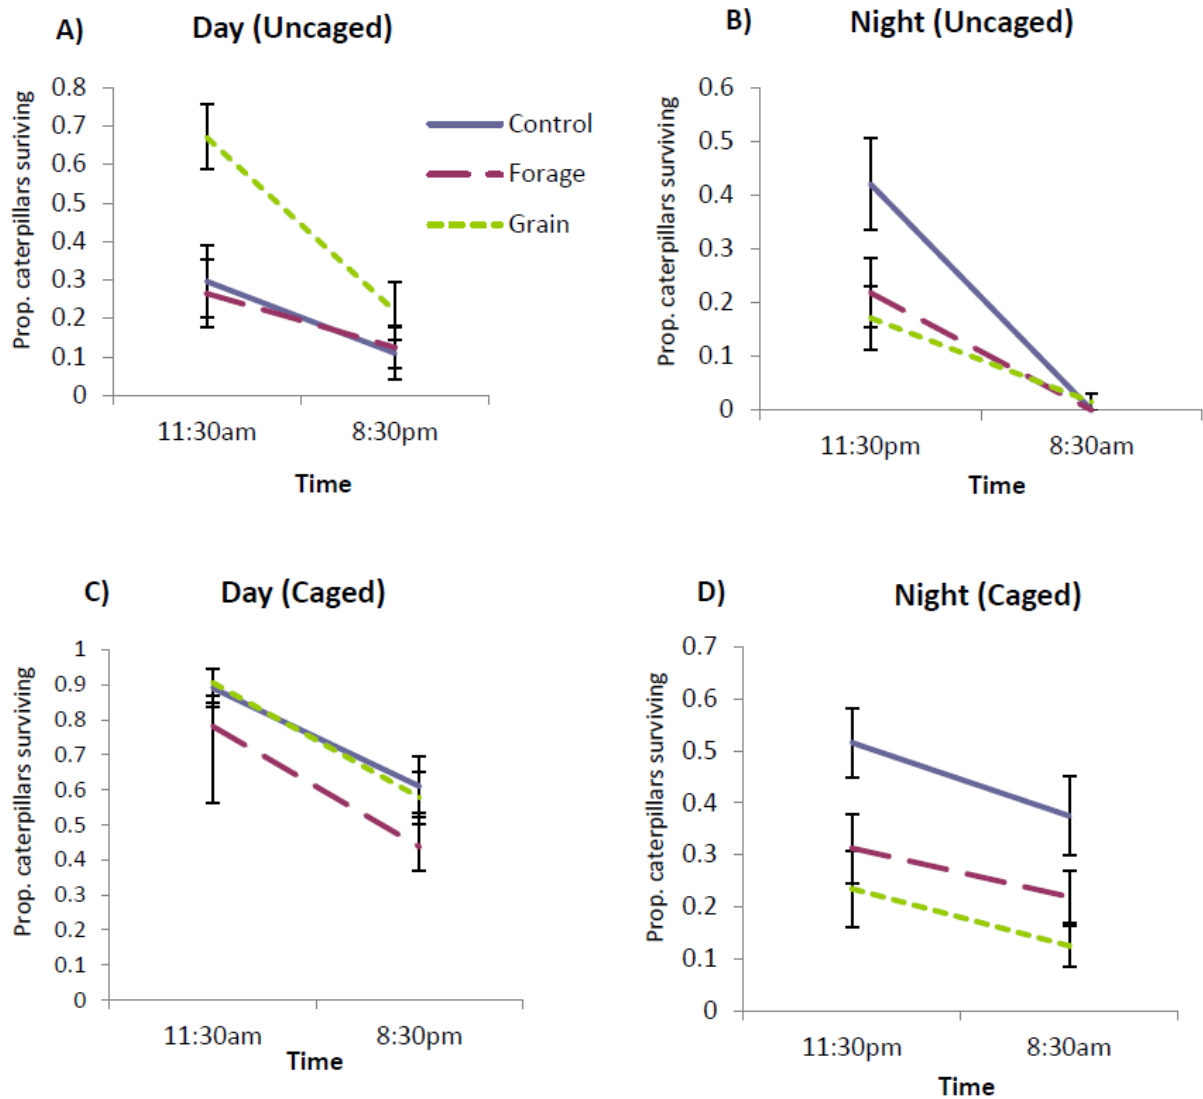 A) Day (Uncaged)
Prop. caterpillars suriving
0.8
0.7
0.6
0.5
0.4
0.3
0.2
0.1
0
Control
Forage
Grain
11:30am 8:30pm
Time
B) Night (Uncaged)
Prop. caterpillars surviving
0.6
0.5
0.4
0.3
0.2
0.1
0
11:30pm 8:30am
Time
C) Day (Caged)
Prop. caterpillars surviving
1
0.9
0.8
0.7
0.6
0.5
0.4
0.3
0.2
0.1
0
11:30am 8:30pm
Time
D) Night (Caged)
Prop. caterpillars surviving
0.7
0.6
0.5
0.4
0.3
0.2
0.1
0
11:30pm 8:30am
Time